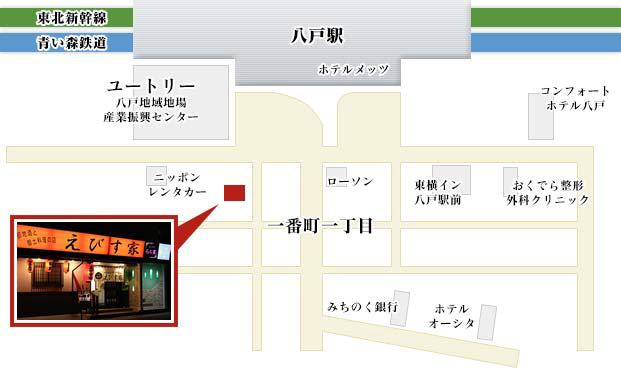 東北新幹線
青い森鉄道
八戸駅
ホテルメッツ
ユートリー
八戸地域地場
産業振興センター
コンフォート
ホテル八戸
ニッポン
レンタカー
ローソン
東横イン
八戸駅前
おくでら整形
外科クリニック
一番町一丁目
えびす家
みちのく銀行
ホテル
オーシタ